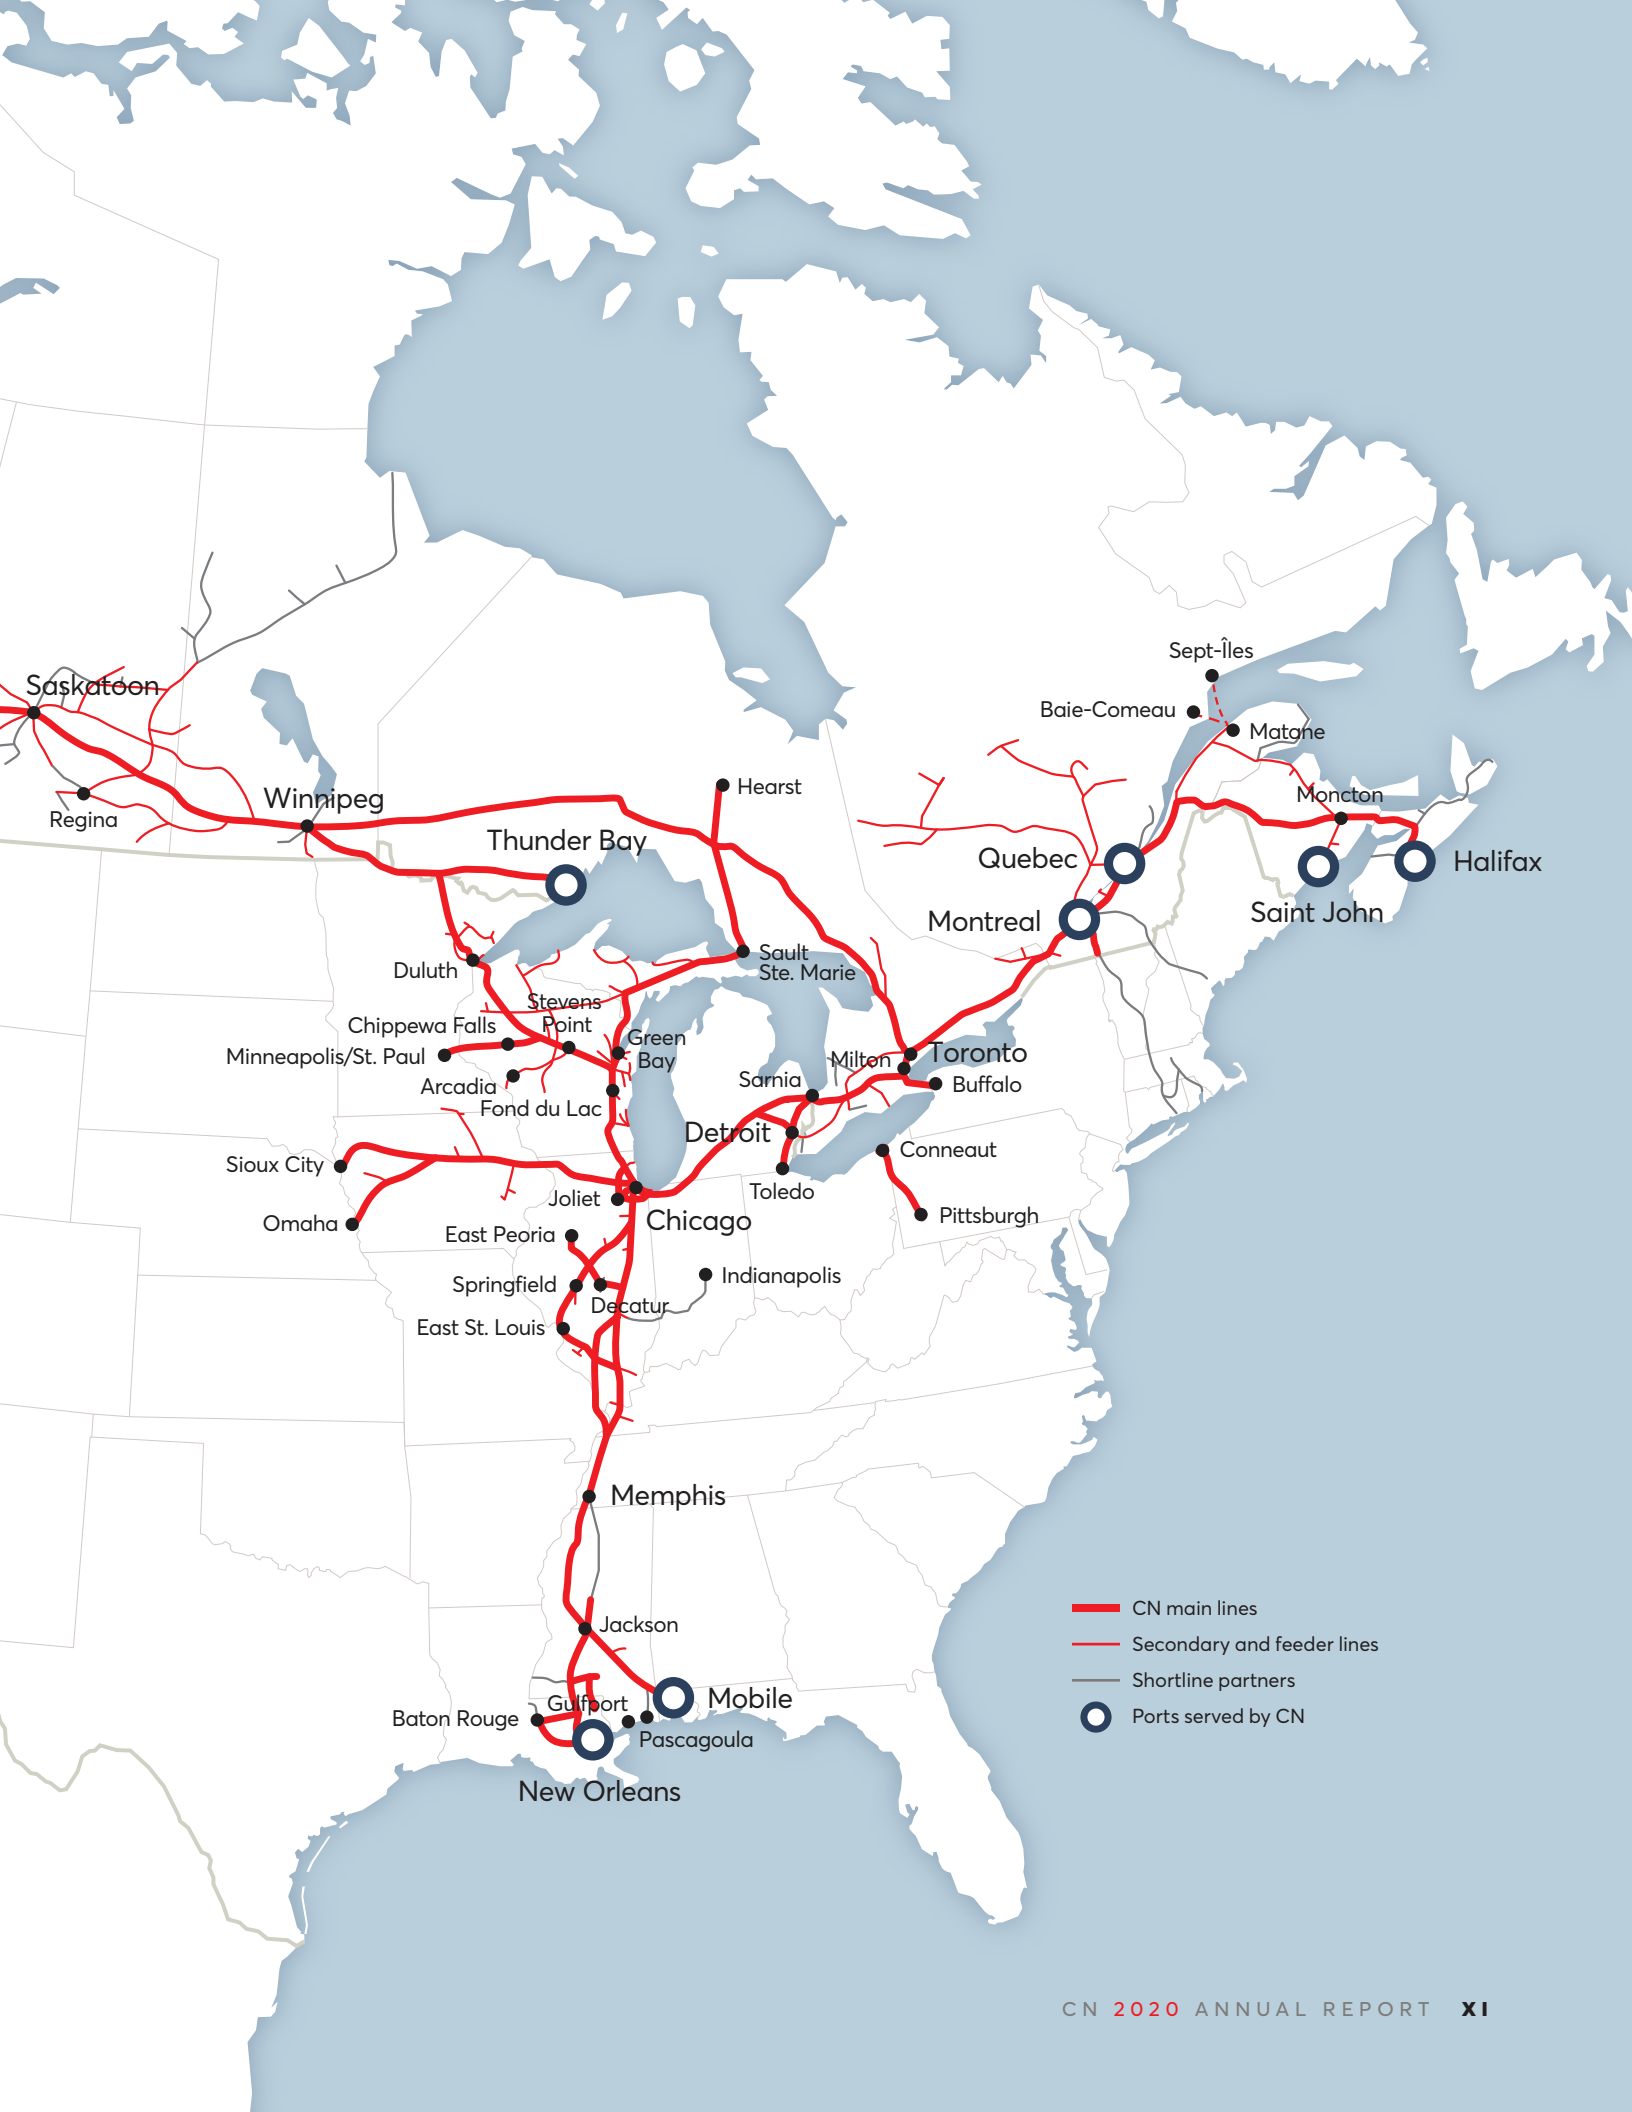 Sept-Îles
Saskatoon
Baie-Comeau
Matane
Hearst
Moncton
Winnipeg
Regina
Thunder Bay
Quebec
Halifax
Saint John
Montreal
Sault
Ste. Marie
Duluth
Stevens
Point
Chippewa Falls
Green
Bay
Minneapolis/St. Paul
Milton
Toronto
Sarnia
Buffalo
Arcadia
Fond du Lac
Detroit
Conneaut
Sioux City
Toledo
Joliet
Chicago
Pittsburgh
Omaha
East Peoria
Indianapolis
Springfield
Decatur
East St. Louis
Memphis
CN main lines
Jackson
Secondary and feeder lines
Shortline partners
Mobile
Gulfport
Baton Rouge
Ports served by CN
Pascagoula
New Orleans
CN 2020 ANNUAL REPORT XI